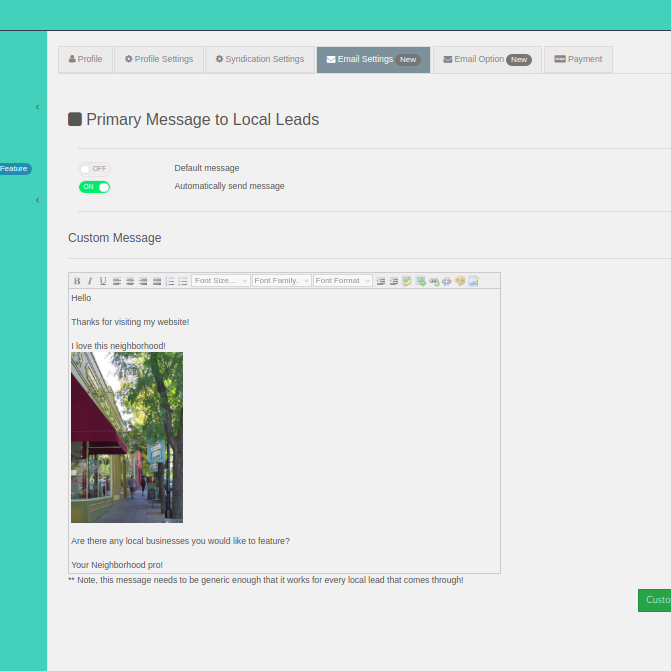 Profile
Profile Settings
Syndication Settings
Email Settings New
Email Option New
Payment
Feature
Primary Message to Local Leads
OFF
Default message
ON
Automatically send message
Custom Message
B I U Font Size... Font Family. Font Format
Hello
Thanks for visiting my website!
I love this neighborhood!
Are there any local businesses you would like to feature?
Your Neighborhood pro!
** Note, this message needs to be generic enough that it works for every local lead that comes through!
Custo